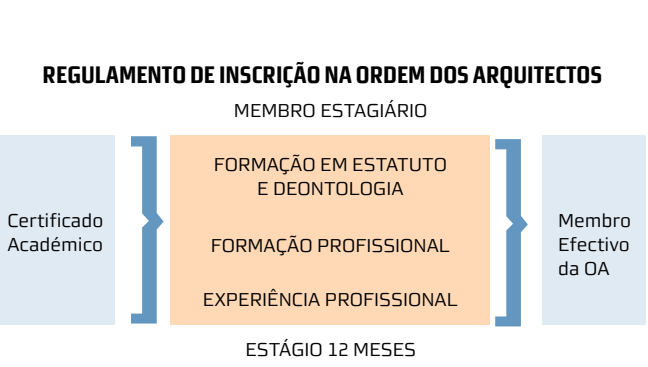 REGULAMENTO DE INSCRIÇÃO NA ORDEM DOS ARQUITECTOS
MEMBRO ESTAGIÁRIO
Certificado
Académico
FORMAÇÃO EM ESTATUTO
E DEONTOLOGIA
FORMAÇÃO PROFISSIONAL
EXPERIÊNCIA PROFISSIONAL
Membro
Efectivo
da OA
ESTÁGIO 12 MESES